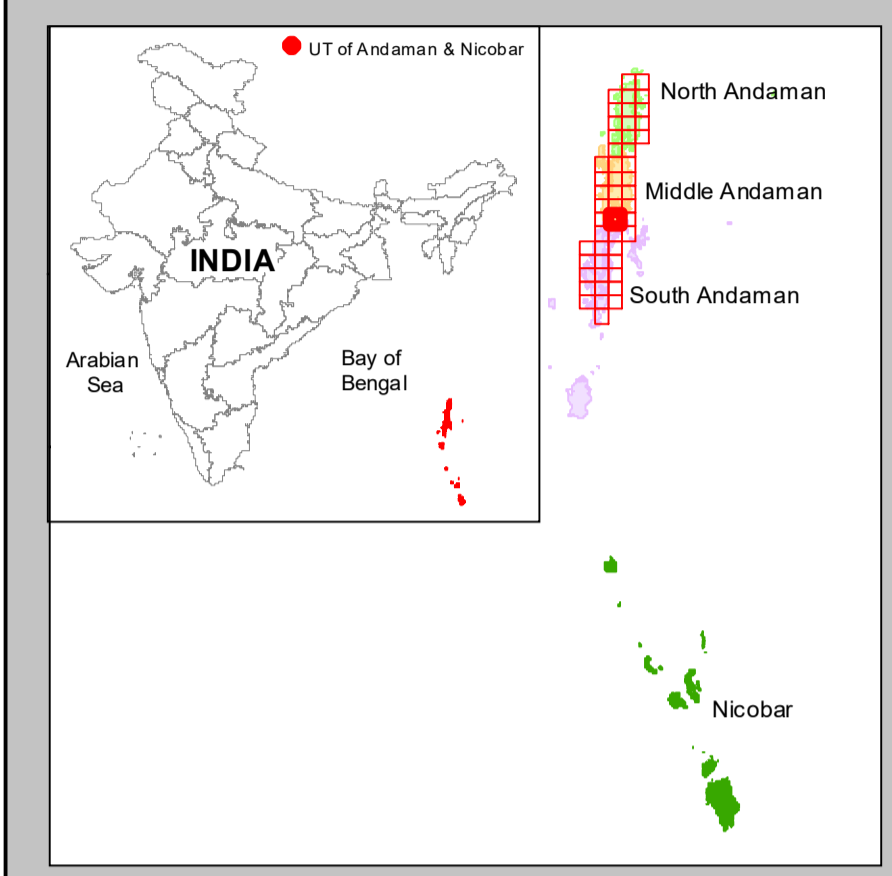 UT of Andaman & Nicobar
North Andaman
Middle Andaman
INDIA
South Andaman
Arabian
Sea
Bay of
Bengal
Nicobar